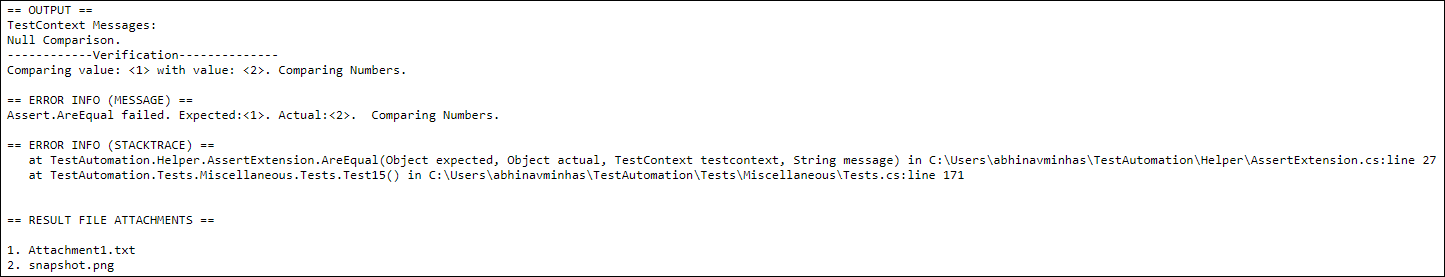 == OUTPUT ==
TestContext Messages:
Null Comparison.
------------Verification--------------
Comparing value: <1> with value: <2>. Comparing Numbers.
== ERROR INFO (MESSAGE) ==
Assert.AreEqual failed. Expected:<1>. Actual:<2>.  Comparing Numbers.
== ERROR INFO (STACKTRACE) ==
   at TestAutomation.Helper.AssertExtension.AreEqual(Object expected, Object actual, TestContext testcontext, String message) in C:\Users\abhinavminhas\TestAutomation\Helper\AssertExtension.cs:line 27
   at TestAutomation.Tests.Miscellaneous.Tests.Test15() in C:\Users\abhinavminhas\TestAutomation\Tests\Miscellaneous\Tests.cs:line 171
== RESULT FILE ATTACHMENTS ==
1. Attachment1.txt
2. snapshot.png